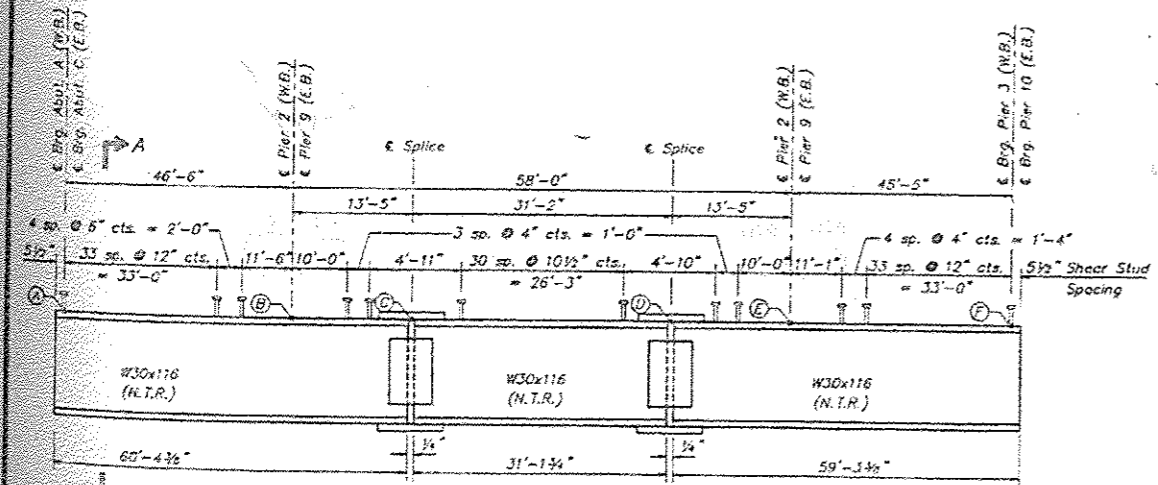 ℄ Brg. Abut. A (W.B.)
℄ Brg. Abut. C (E.B.)
℄ Pier 2 (W.B.)
℄ Pier 9 (E.B.)
℄ Splice
℄ Splice
℄ Pier 2 (W.B.)
℄ Pier 9 (E.B.)
℄ Brg. Pier 3 (W.B.)
℄ Brg. Pier 10 (E.B.)
A
46'-6"
58'-0"
45'-5"
13'-5"
31'-2"
13'-5"
4 sp. @ 6" cts. = 2'-0"
3 sp. @ 4" cts. = 1'-0"
4 sp. @ 4" cts = 1'-4"
5½"
33 sp. @ 12" cts.
= 33'-0"
11'-6"
10'-0"
4'-11"
30 sp. @ 10½" cts.
= 26'-3"
4'-10"
10'-0"
11'-1"
33 sp. @ 12" cts.
= 33'-0"
5½" Shear Stud
Spacing
A
B
C
D
E
F
W30x116
(N.T.R.)
W30x116
(N.T.R.)
W30x116
(N.T.R.)
¼"
¼"
60'-4⅜"
31'-1¾"